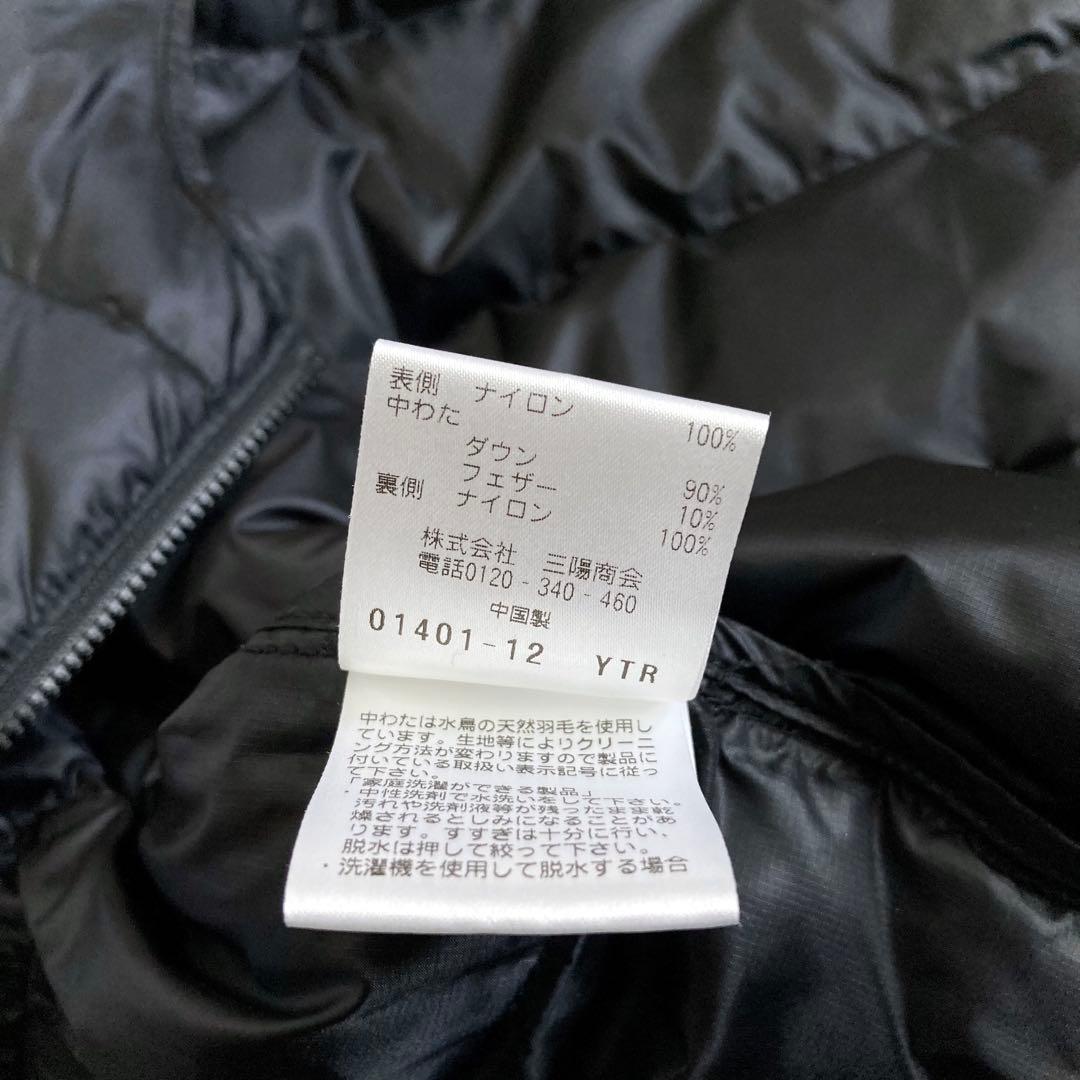 表側 ナイロン 100%
中わた
ダウン 90%
フェザー 10%
裏側 ナイロン 100%
株式会社 三陽商会
電話0120-340-460
中国製
01401-12 YTR
中わたは水鳥の天然羽毛を使用し
ています。生地等によりクリーニ
ング方法が変わりますので製品に
付いている取扱い表示記号に従っ
て下さい。
「家庭洗濯ができる製品」
・中性洗剤で水洗いをして下さい。
汚れや洗剤液等が残ったまま乾
燥されるとしみになることがあ
ります。すすぎは十分に行い、
脱水は押して絞って下さい。
・洗濯機を使用して脱水する場合